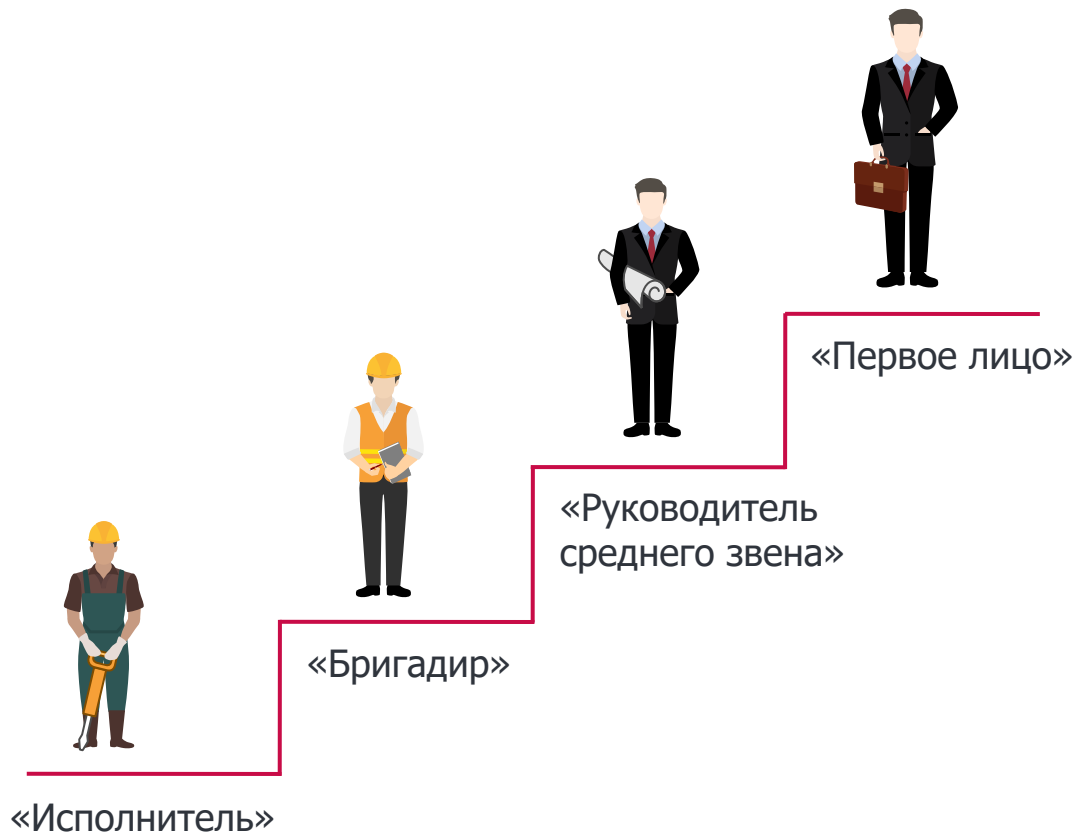 «Первое лицо»
«Руководитель
среднего звена»
«Бригадир»
«Исполнитель»